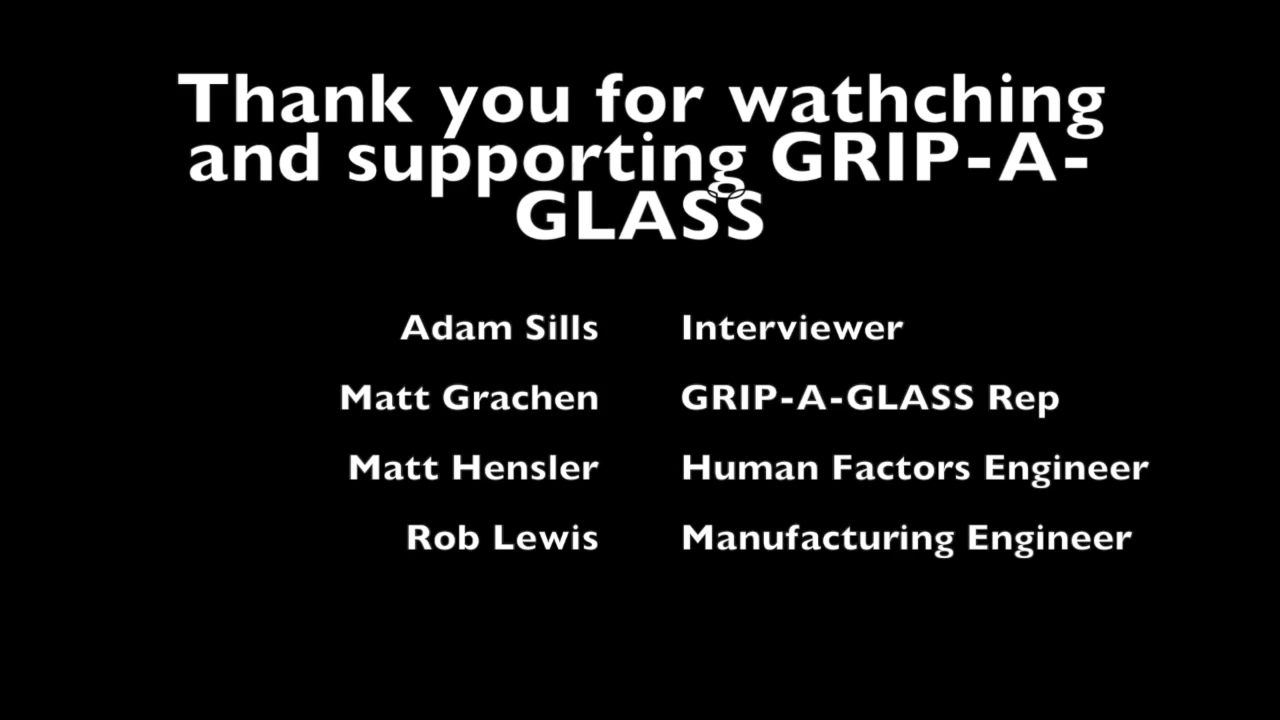 Thank you for wathching
and supporting GRIP-A-
GLASS
Adam Sills Interviewer
Matt Grachen GRIP-A-GLASS Rep
Matt Hensler Human Factors Engineer
Rob Lewis Manufacturing Engineer